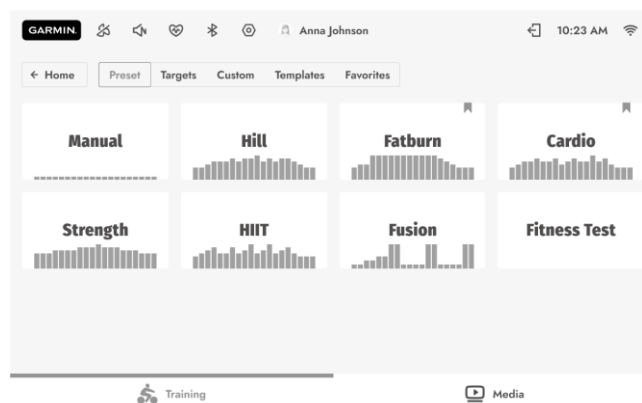 GARMIN. Anna Johnson 10:23 AM
← Home Preset Targets Custom Templates Favorites
Manual Hill Fatburn Cardio
Strength HIIT Fusion Fitness Test
Training Media